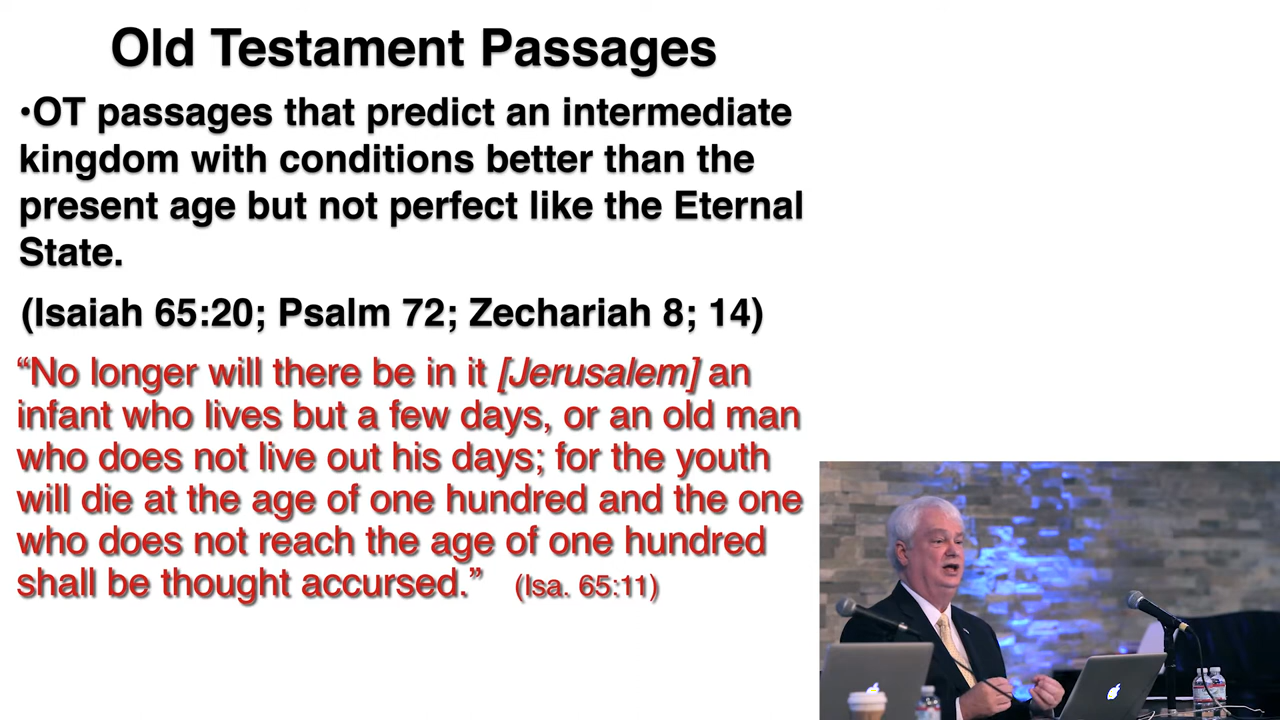 Old Testament Passages
•OT passages that predict an intermediate
kingdom with conditions better than the
present age but not perfect like the Eternal
State.
(Isaiah 65:20; Psalm 72; Zechariah 8; 14)
“No longer will there be in it [Jerusalem] an
infant who lives but a few days, or an old man
who does not live out his days; for the youth
will die at the age of one hundred and the one
who does not reach the age of one hundred
shall be thought accursed.” (Isa. 65:11)